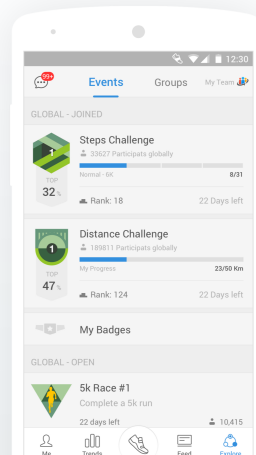 12:30
99+
Events
Groups
My Team
GLOBAL - JOINED
Steps Challenge
33627 Participats globally
1
TOP
32 %
Normal - 6K
8/31
Rank: 18
22 Days left
Distance Challenge
189811 Participats globally
1
TOP
47 %
My Progress
23/50 Km
Rank: 124
22 Days left
My Badges
GLOBAL - OPEN
5k Race #1
Complete a 5k run
22 days left
10,415
Me
Trends
Feed
Explore